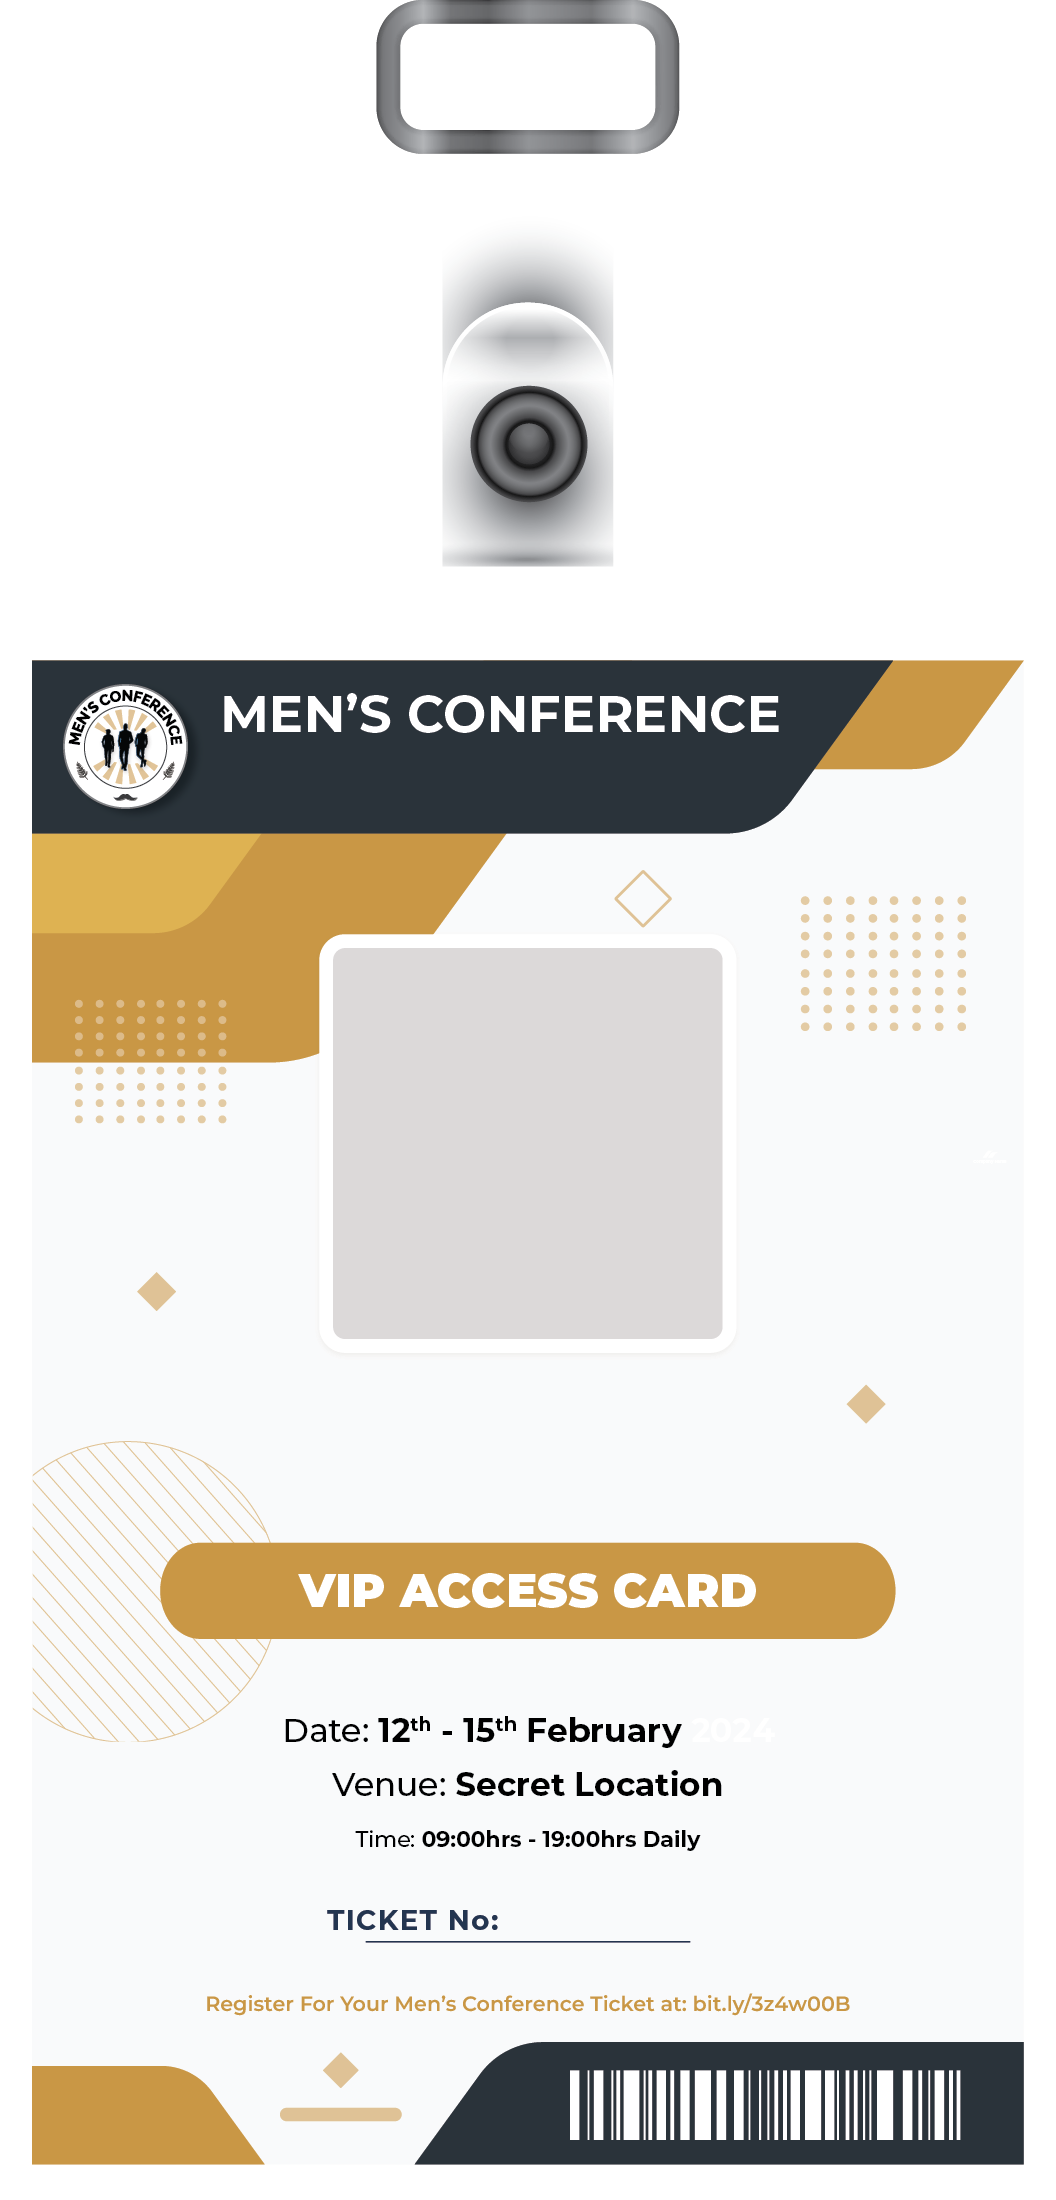 MEN'S CONFERENCE
MEN’S CONFERENCE
VIP ACCESS CARD
Date: 12th - 15th February 2024
Venue: Secret Location
Time: 09:00hrs - 19:00hrs Daily
TICKET No:
Register For Your Men’s Conference Ticket at: bit.ly/3z4w00B